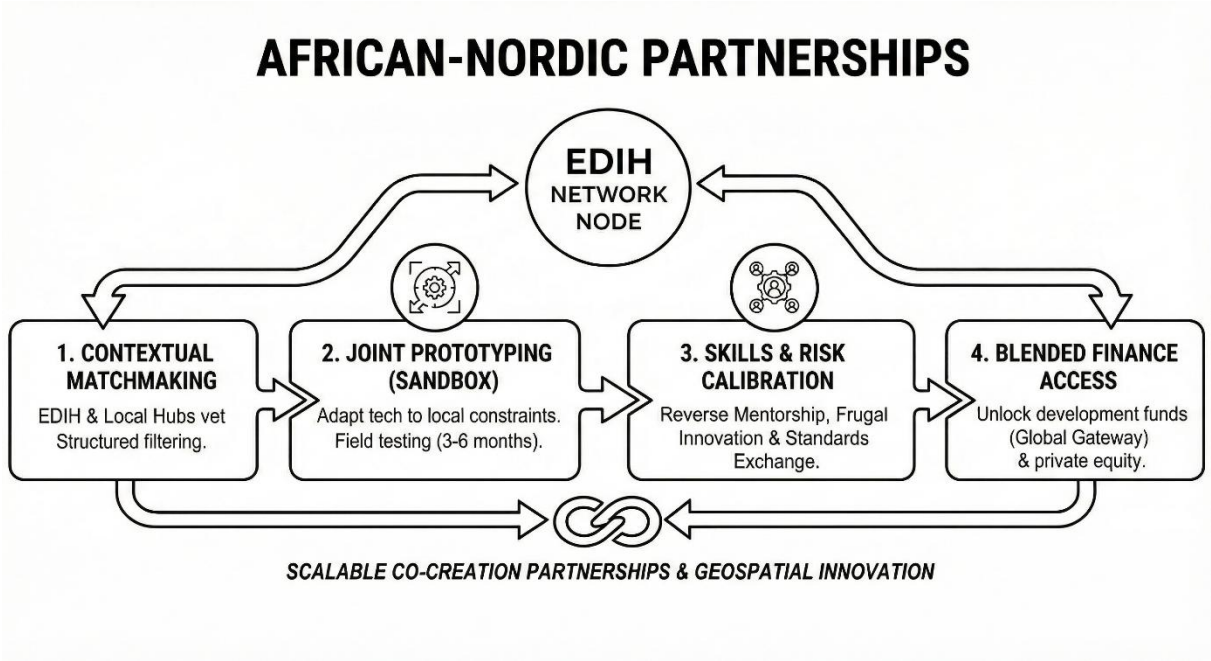 AFRICAN-NORDIC PARTNERSHIPS
EDIH
NETWORK
NODE
1. CONTEXTUAL
MATCHMAKING
EDIH & Local Hubs vet
Structured filtering.
2. JOINT PROTOTYPING
(SANDBOX)
Adapt tech to local constraints.
Field testing (3-6 months).
3. SKILLS & RISK
CALIBRATION
Reverse Mentorship, Frugal
Innovation & Standards
Exchange.
4. BLENDED FINANCE
ACCESS
Unlock development funds
(Global Gateway)
& private equity.
SCALABLE CO-CREATION PARTNERSHIPS & GEOSPATIAL INNOVATION